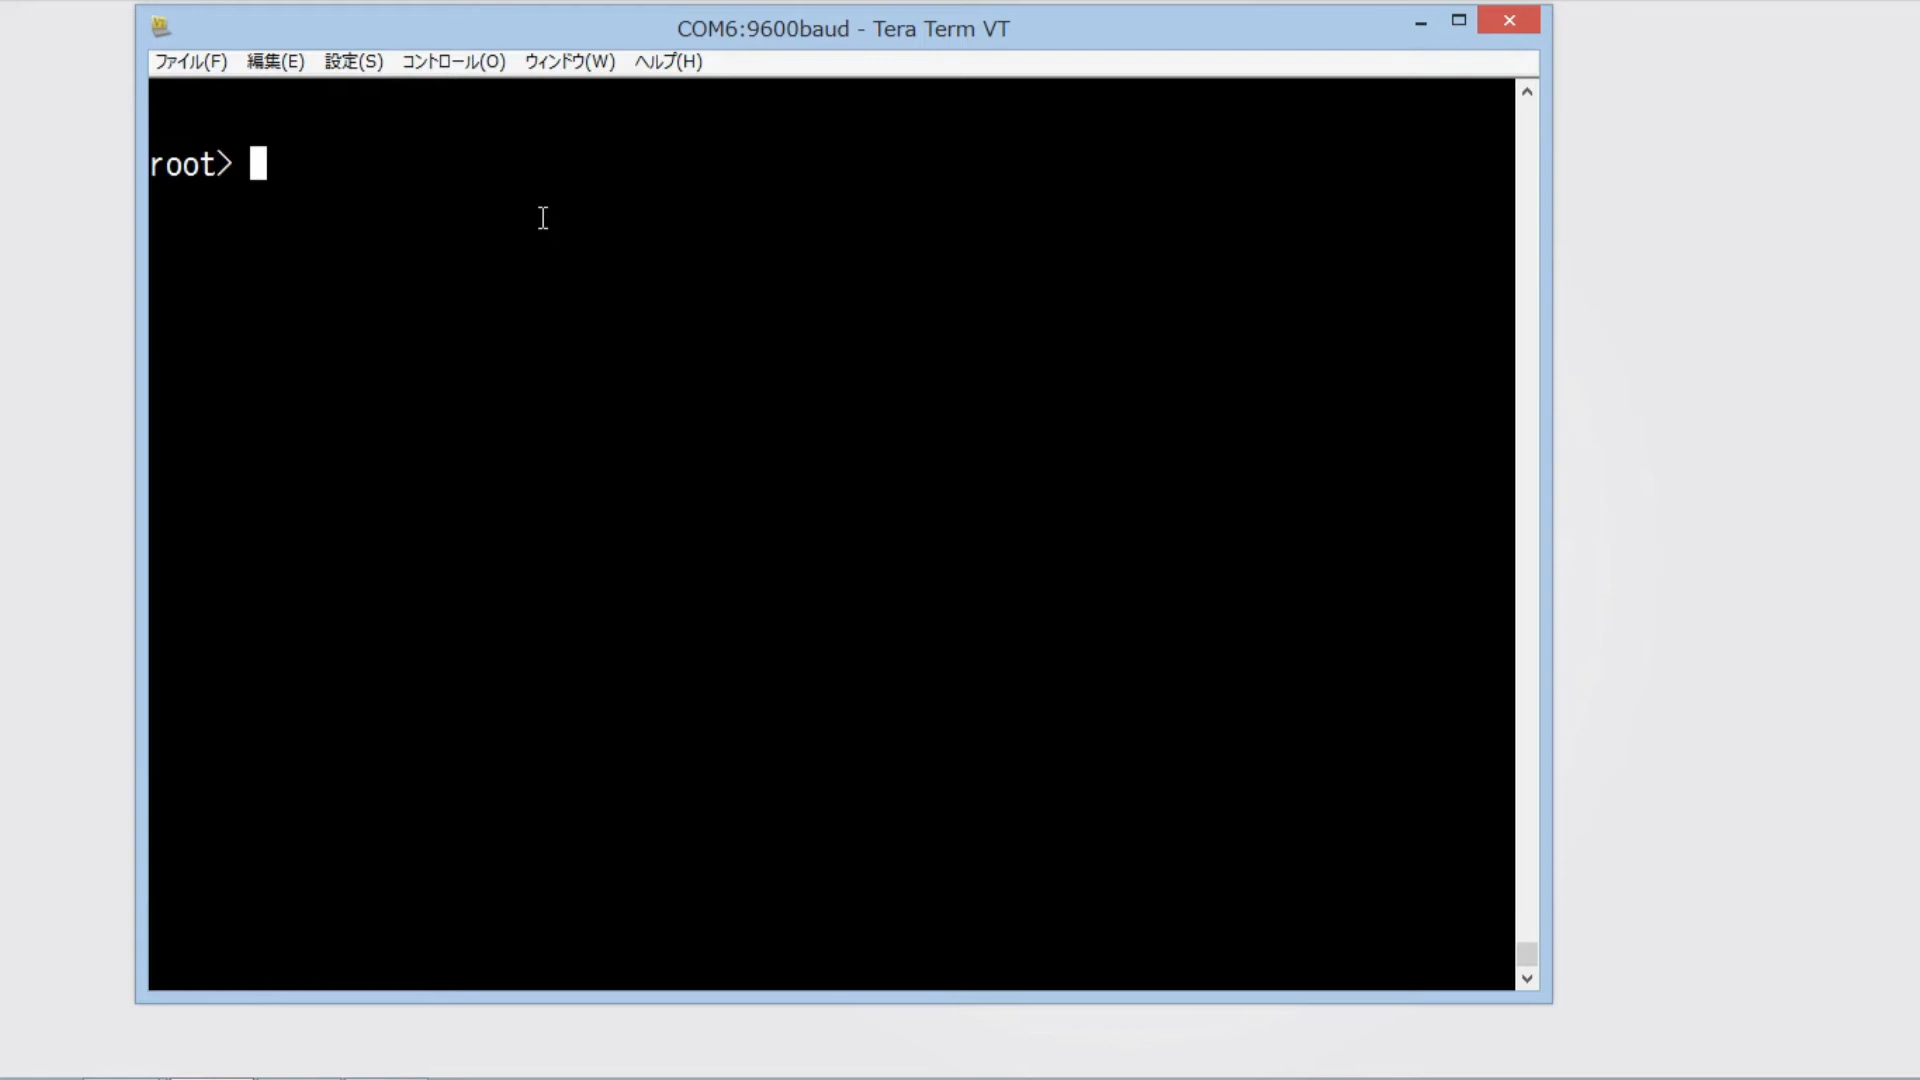 COM6:9600baud - Tera Term VT
ファイル(F) 編集(E) 設定(S) コントロール(O) ウィンドウ(W) ヘルプ(H)
root>